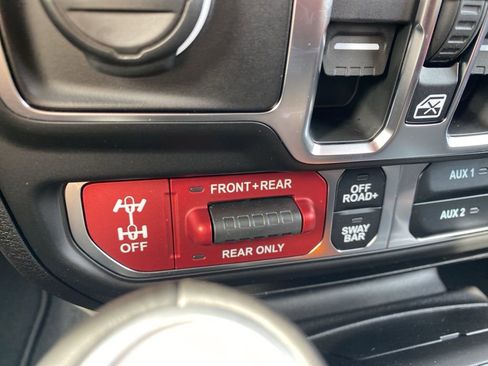 FRONT+REAR
OFF
REAR ONLY
OFF
ROAD+
SWAY
BAR
AUX 1
AUX 2